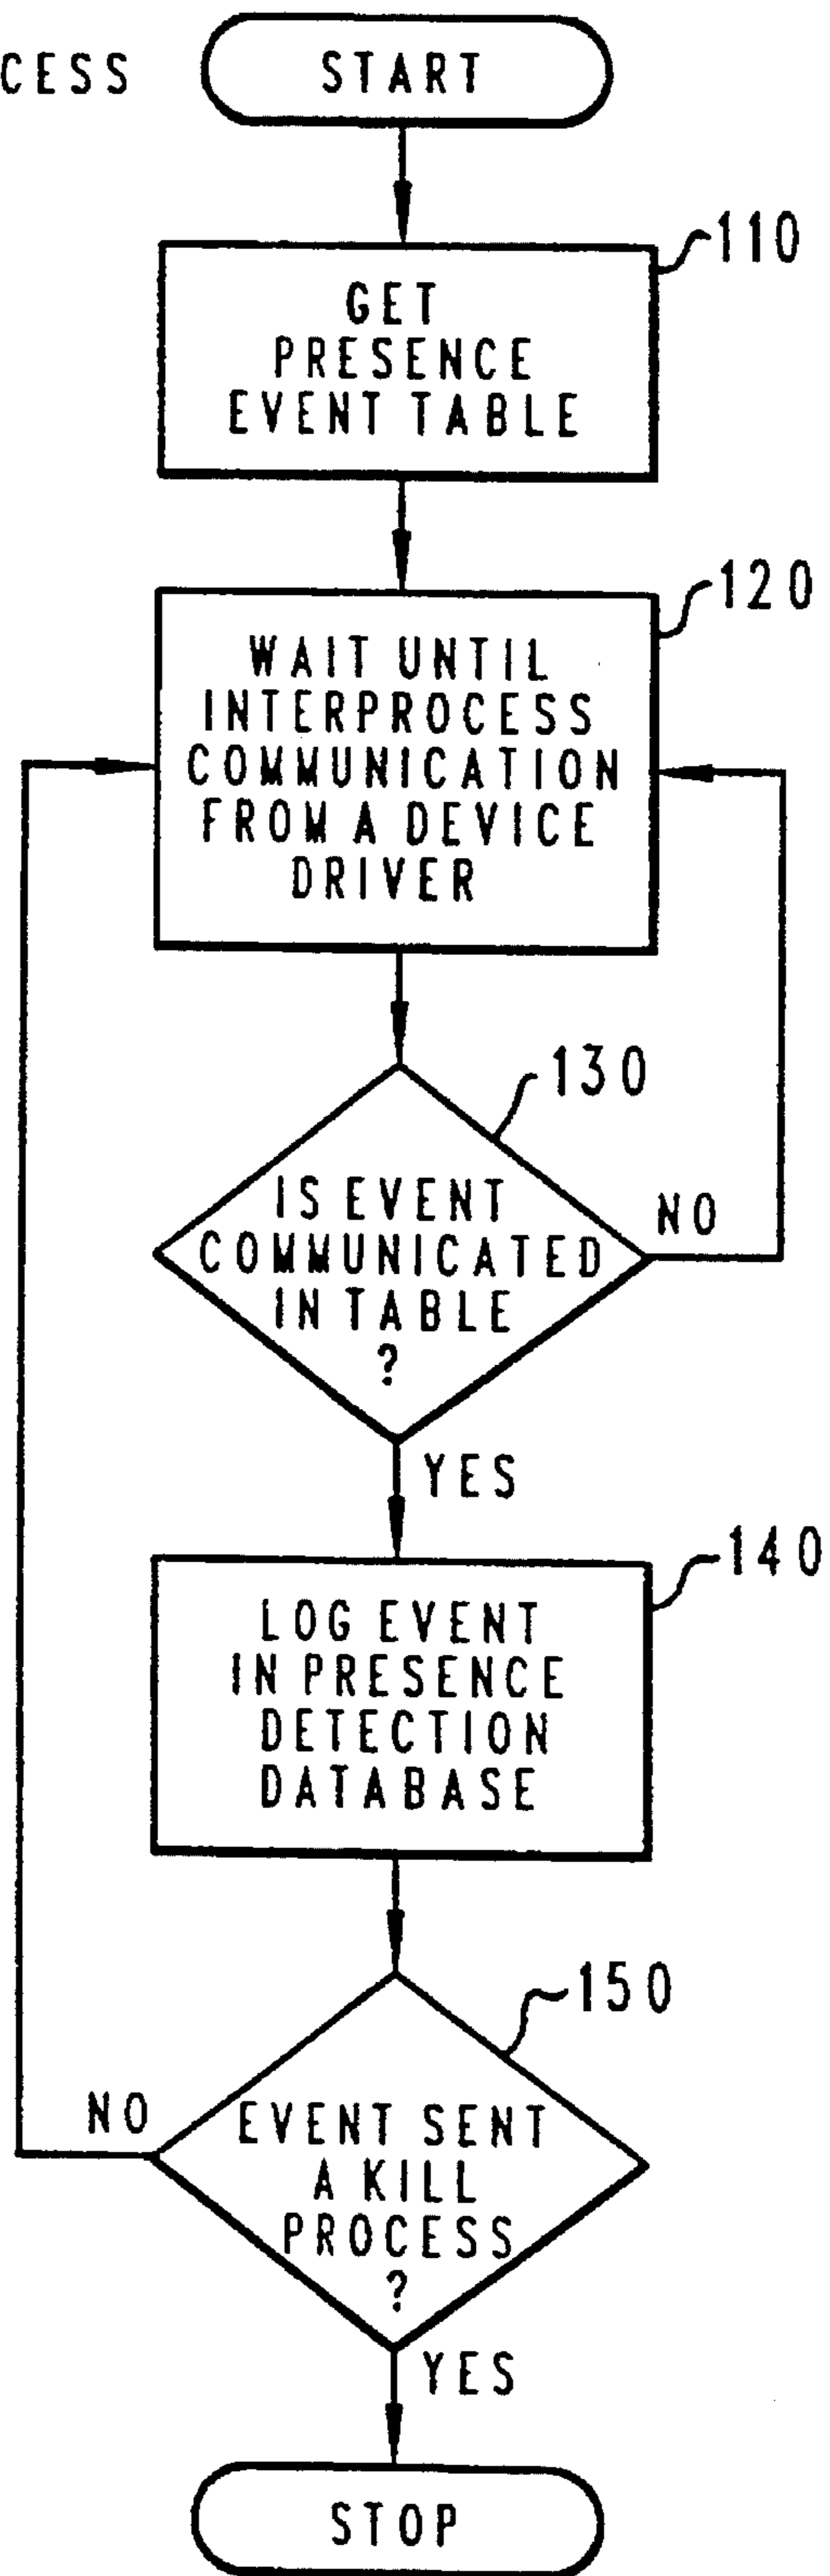 CESS
START
110
GET
PRESENCE
EVENT TABLE
120
WAIT UNTIL
INTERPROCESS
COMMUNICATION
FROM A DEVICE
DRIVER
130
IS EVENT
COMMUNICATED
IN TABLE
?
NO
YES
140
LOG EVENT
IN PRESENCE
DETECTION
DATABASE
150
NO
EVENT SENT
A KILL
PROCESS
?
YES
STOP